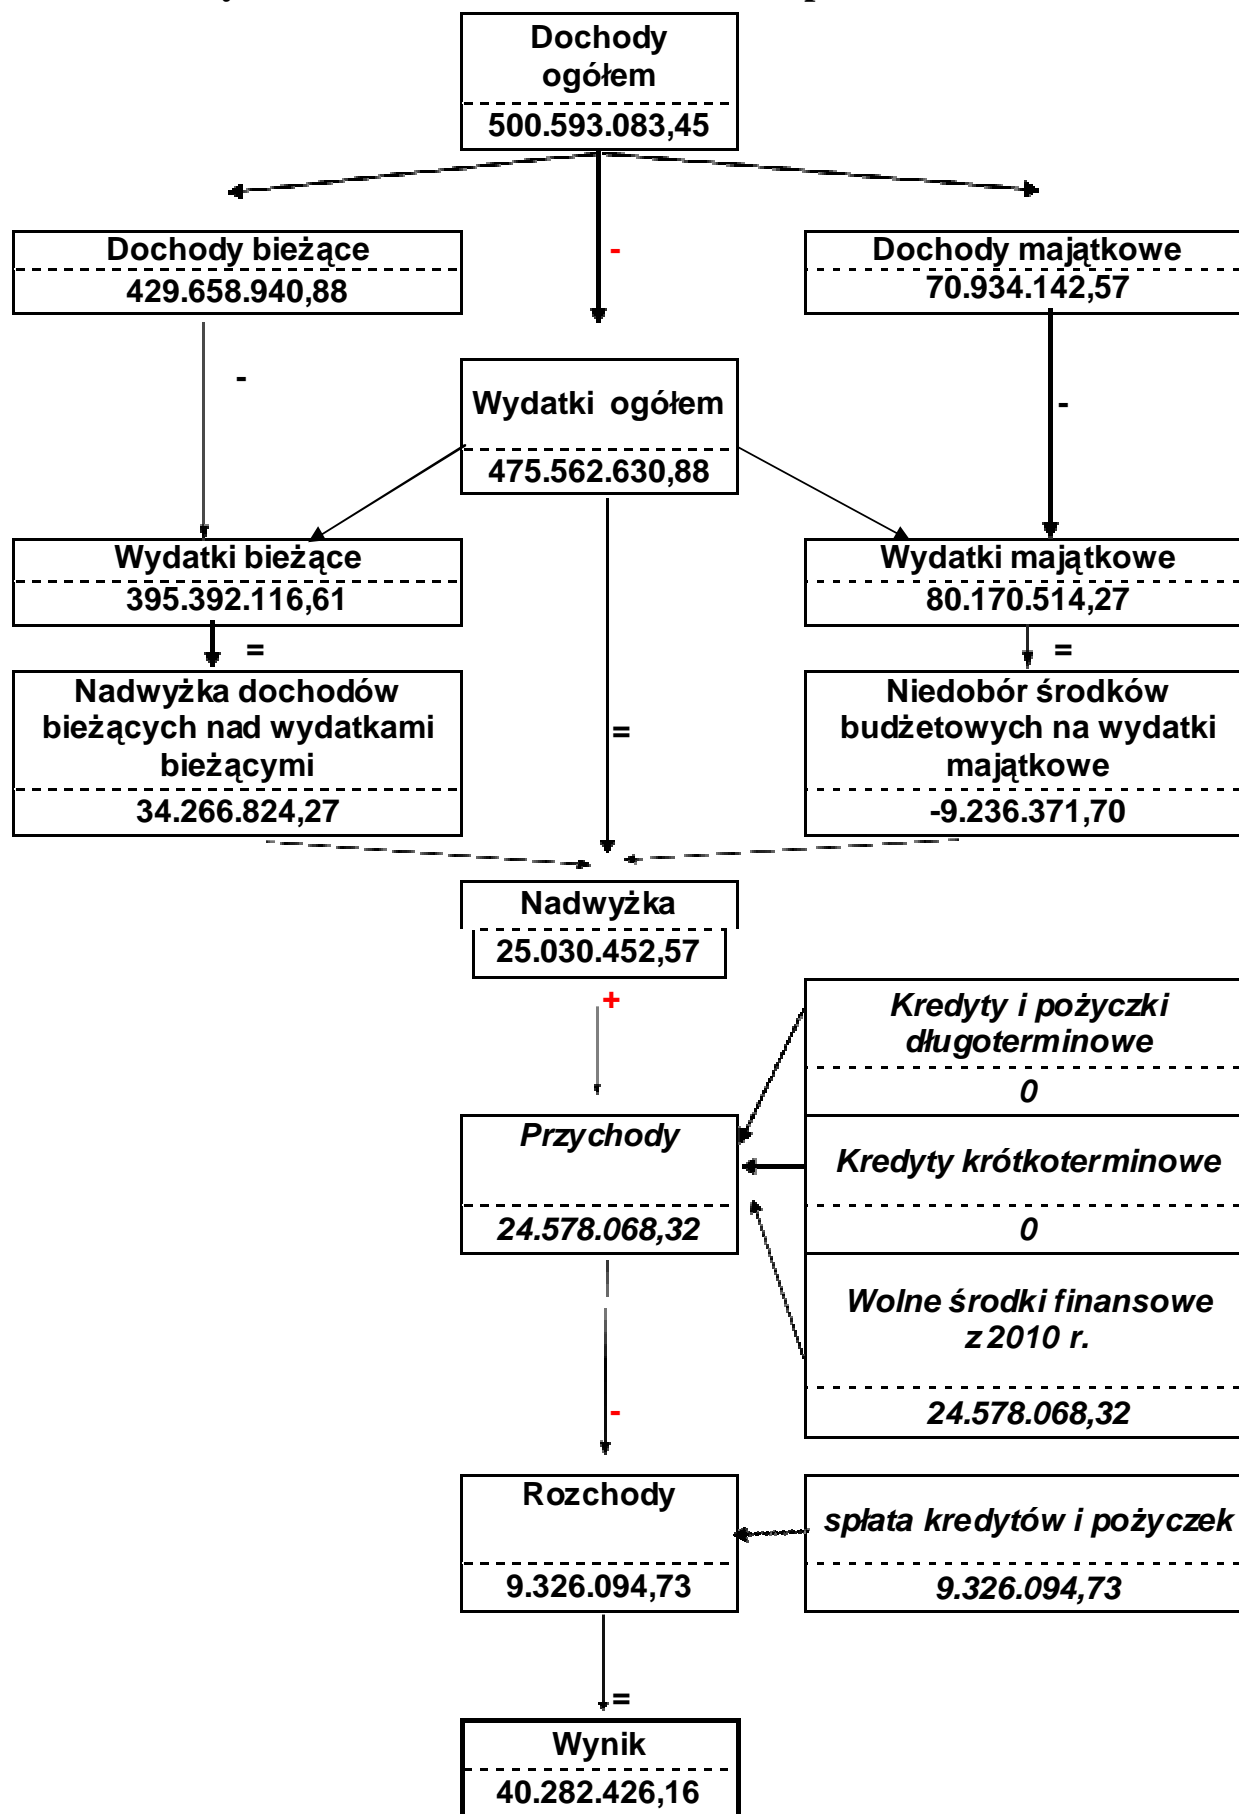 Dochody
ogółem
500.593.083,45
Dochody bieżące
429.658.940,88
-
Dochody majątkowe
70.934.142,57
-
Wydatki ogółem
475.562.630,88
-
Wydatki bieżące
395.392.116,61
=
Wydatki majątkowe
80.170.514,27
=
Nadwyżka dochodów
bieżących nad wydatkami
bieżącymi
34.266.824,27
=
Niedobór środków
budżetowych na wydatki
majątkowe
-9.236.371,70
Nadwyżka
25.030.452,57
+
Kredyty i pożyczki
długoterminowe
0
Przychody
24.578.068,32
Kredyty krótkoterminowe
0
Wolne środki finansowe
z 2010 r.
24.578.068,32
-
Rozchody
9.326.094,73
spłata kredytów i pożyczek
9.326.094,73
=
Wynik
40.282.426,16